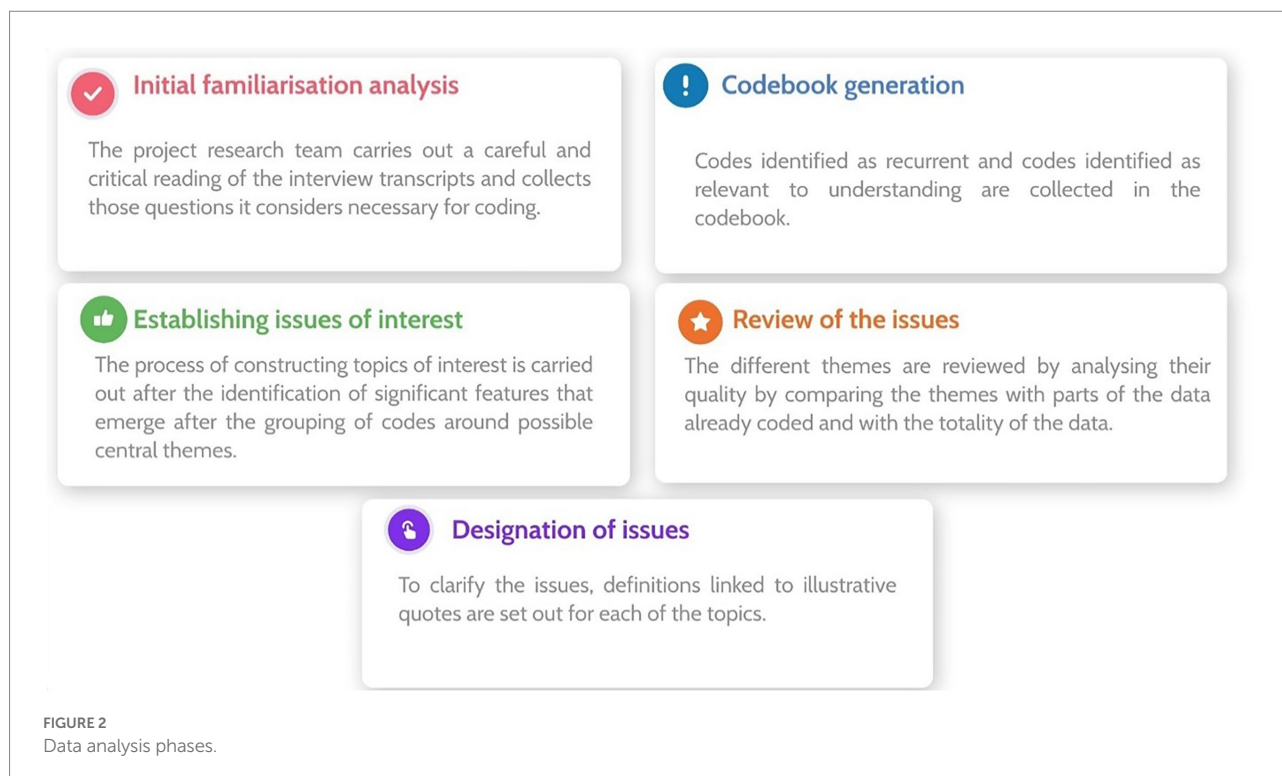 Initial familiarisation analysis
The project research team carries out a careful and
critical reading of the interview transcripts and collects
those questions it considers necessary for coding.
Codebook generation
Codes identified as recurrent and codes identified as
relevant to understanding are collected in the
codebook.
Establishing issues of interest
The process of constructing topics of interest is carried
out after the identification of significant features that
emerge after the grouping of codes around possible
central themes.
Review of the issues
The different themes are reviewed by analysing their
quality by comparing the themes with parts of the data
already coded and with the totality of the data.
Designation of issues
To clarify the issues, definitions linked to illustrative
quotes are set out for each of the topics.
FIGURE 2
Data analysis phases.